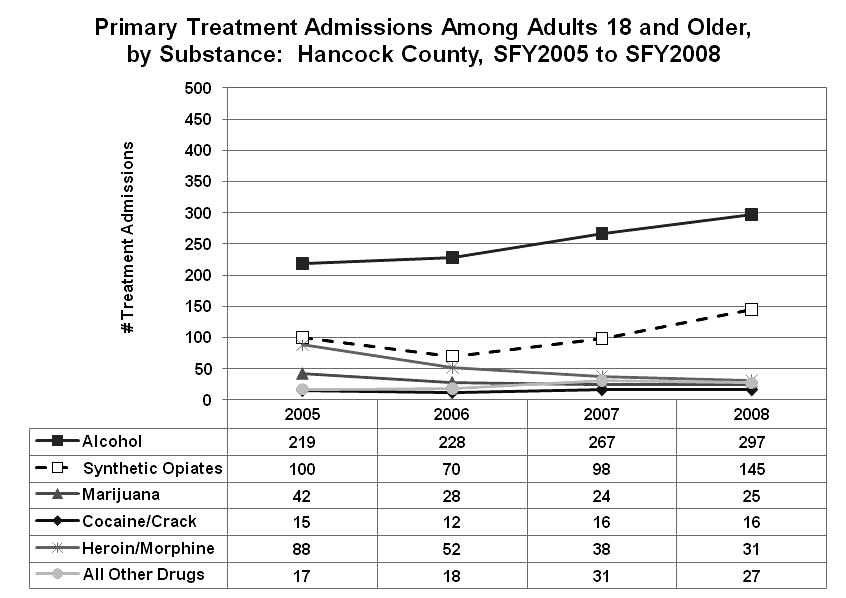 Primary Treatment Admissions Among Adults 18 and Older,
by Substance:  Hancock County, SFY2005 to SFY2008
# Treatment Admissions
500
450
400
350
300
250
200
150
100
50
0
2005 2006 2007 2008
Alcohol 219 228 267 297
Synthetic Opiates 100 70 98 145
Marijuana 42 28 24 25
Cocaine/Crack 15 12 16 16
Heroin/Morphine 88 52 38 31
All Other Drugs 17 18 31 27